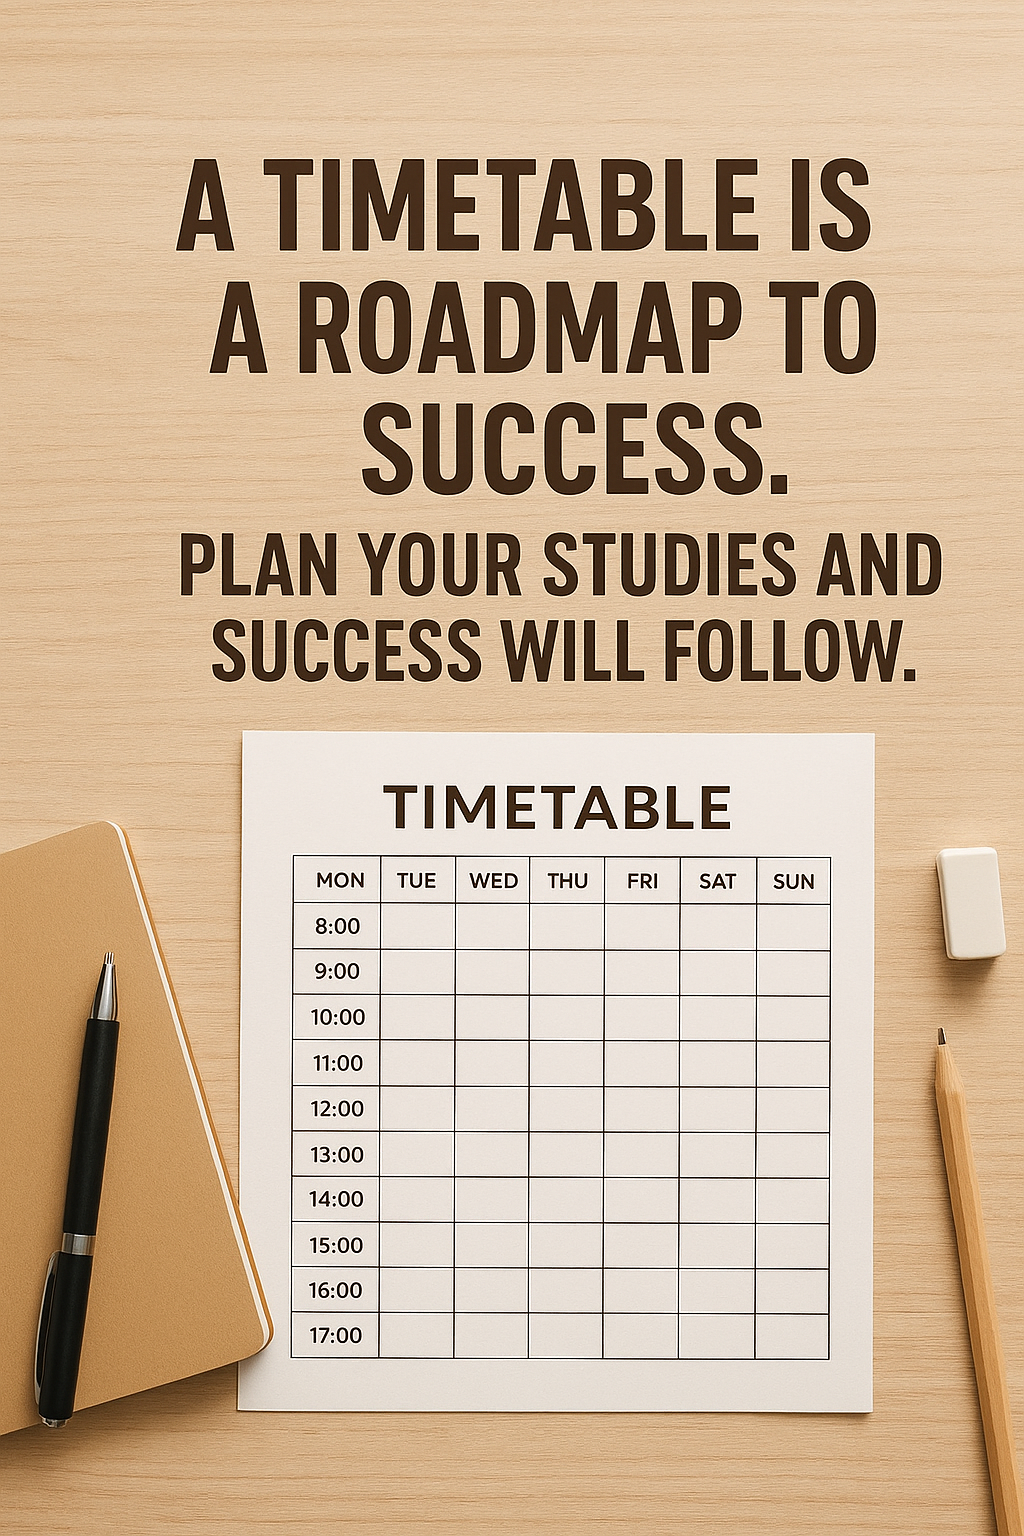 A TIMETABLE IS
A ROADMAP TO
SUCCESS.
PLAN YOUR STUDIES AND
SUCCESS WILL FOLLOW.
TIMETABLE
MON TUE WED THU FRI SAT SUN
8:00
9:00
10:00
11:00
12:00
13:00
14:00
15:00
16:00
17:00